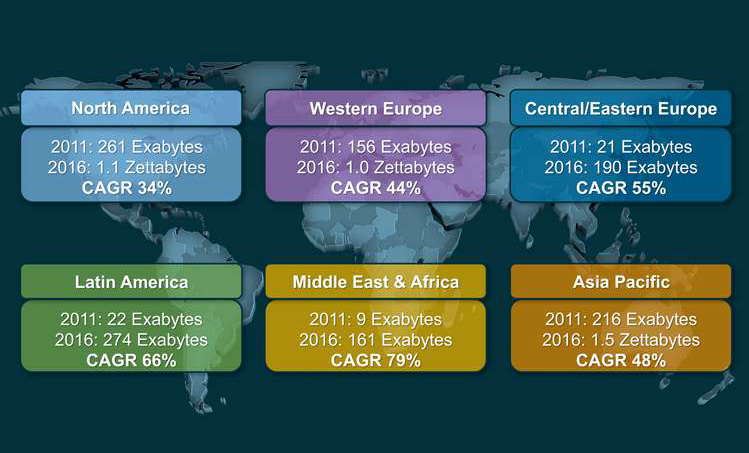 North America
2011: 261 Exabytes
2016: 1.1 Zettabytes
CAGR 34%
Western Europe
2011: 156 Exabytes
2016: 1.0 Zettabytes
CAGR 44%
Central/Eastern Europe
2011: 21 Exabytes
2016: 190 Exabytes
CAGR 55%
Latin America
2011: 22 Exabytes
2016: 274 Exabytes
CAGR 66%
Middle East & Africa
2011: 9 Exabytes
2016: 161 Exabytes
CAGR 79%
Asia Pacific
2011: 216 Exabytes
2016: 1.5 Zettabytes
CAGR 48%